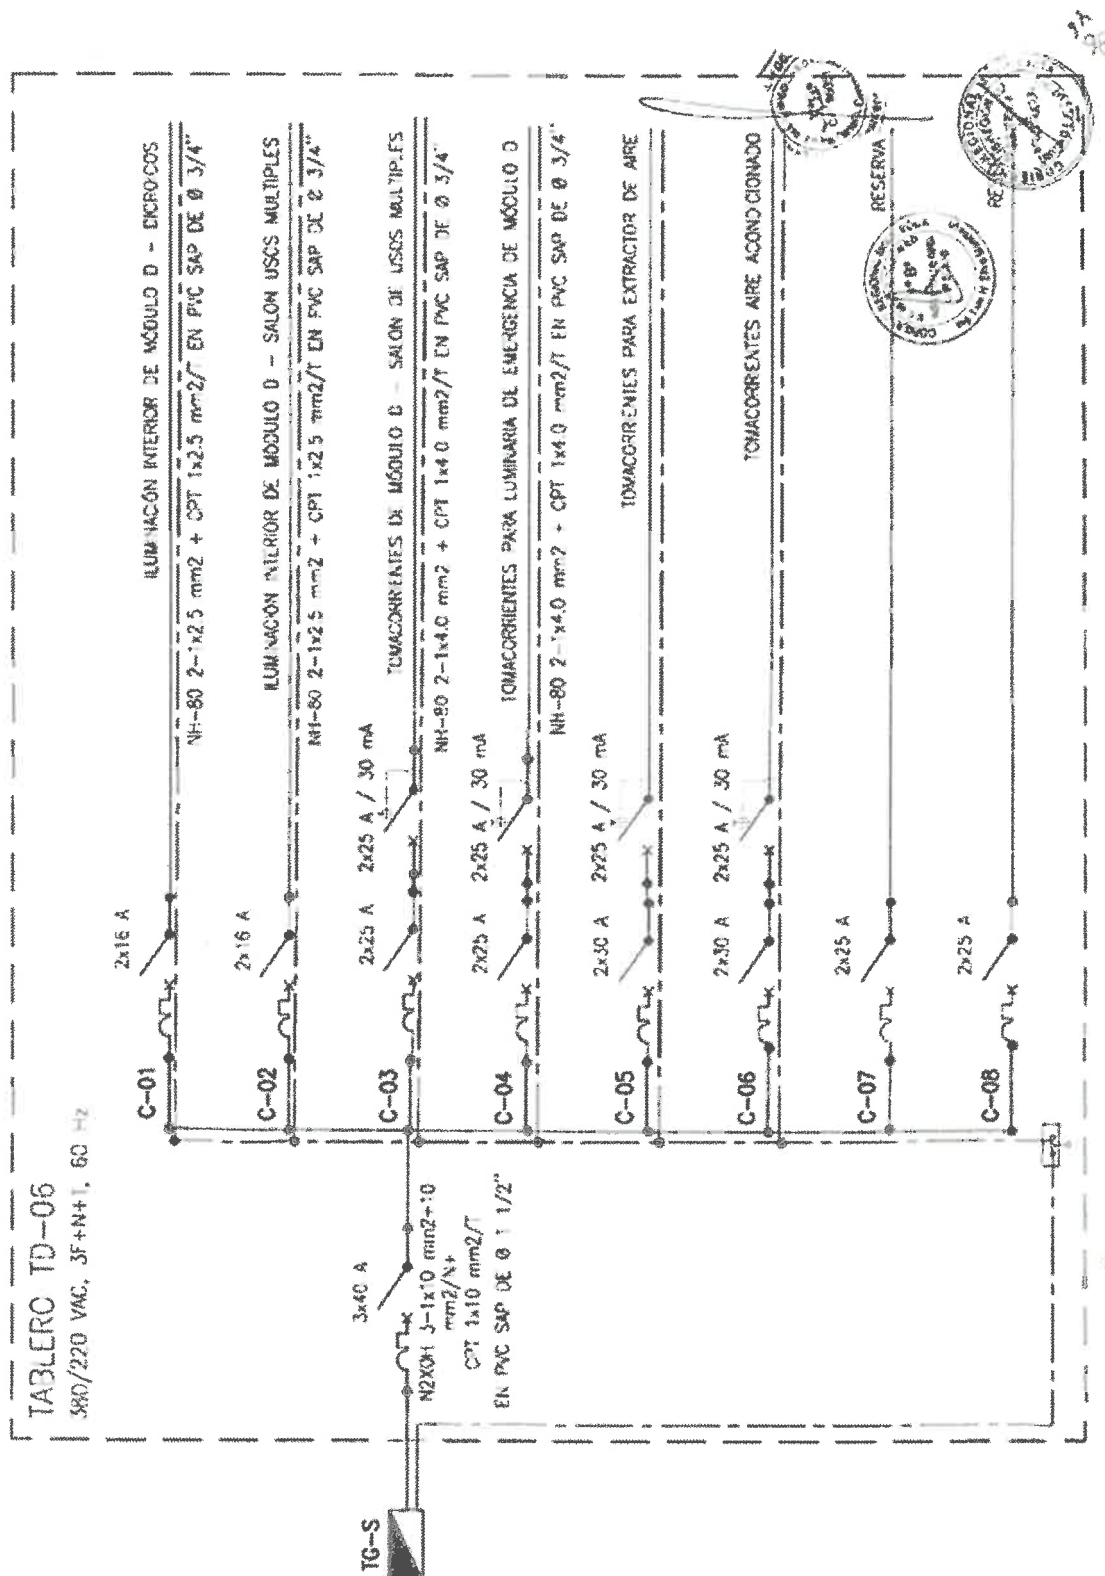 TABLERO TD-06
380/220 VAC, 3F+N+T, 60 Hz
TG-S
3x40 A
N2XOH 3-1x10 mm2+10
mm2/N+
CPT 1x10 mm2/T
EN PVC SAP DE Ø 1 1/2"
C-01
2x16 A
ILUMINACIÓN INTERIOR DE MÓDULO D - DICROCOS
NH-80 2-1x2.5 mm2 + CPT 1x2.5 mm2/T EN PVC SAP DE Ø 3/4"
C-02
2x16 A
ILUMINACIÓN INTERIOR DE MODULO D - SALON USOS MULTIPLES
NH-80 2-1x2.5 mm2 + CPT 1x2.5 mm2/T EN PVC SAP DE Ø 3/4"
C-03
2x25 A
2x25 A / 30 mA
TOMACORRIENTES DE MÓDULO D - SALON DE USOS MULTIPLES
NH-80 2-1x4.0 mm2 + CPT 1x4.0 mm2/T EN PVC SAP DE Ø 3/4"
C-04
2x25 A
2x25 A / 30 mA
TOMACORRIENTES PARA LUMINARIA DE EMERGENCIA DE MÓDULO D
NH-80 2-1x4.0 mm2 + CPT 1x4.0 mm2/T EN PVC SAP DE Ø 3/4"
C-05
2x30 A
2x25 A / 30 mA
TOMACORRIENTES PARA EXTRACTOR DE AIRE
C-06
2x30 A
2x25 A / 30 mA
TOMACORRIENTES AIRE ACONDICIONADO
C-07
2x25 A
RESERVA
C-08
2x25 A